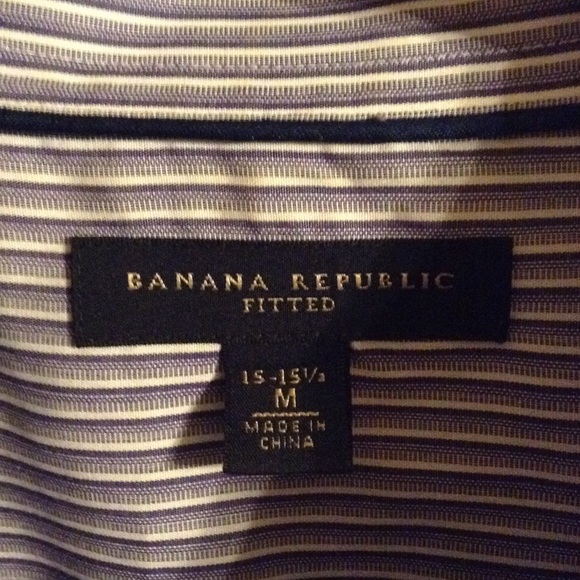 BANANA REPUBLIC
FITTED
15-15½
M
MADE IN
CHINA